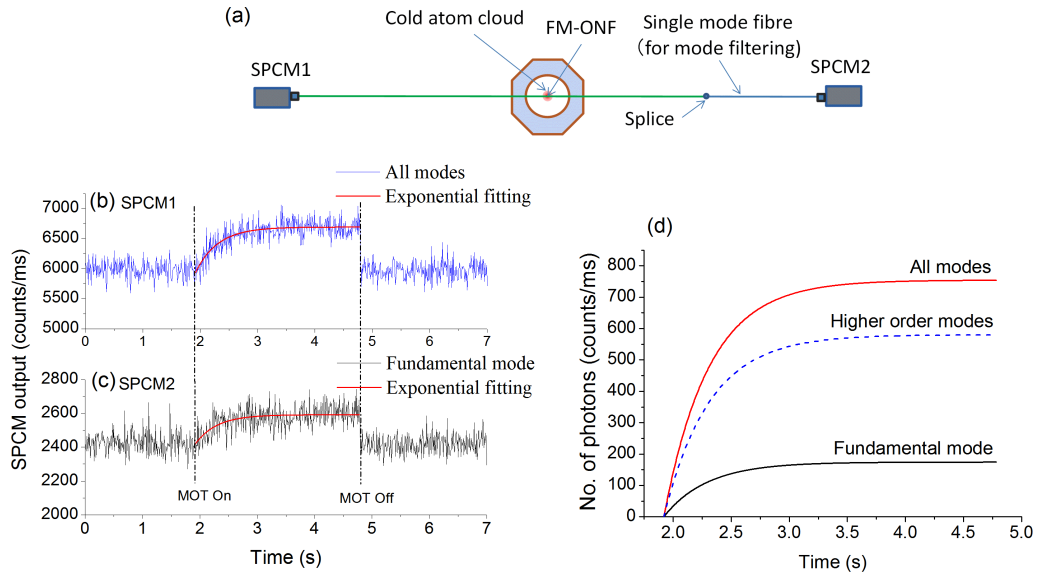 (a)
Cold atom cloud
FM-ONF
Single mode fibre
(for mode filtering)
SPCM1
SPCM2
Splice
All modes
Exponential fitting
(b) SPCM1
7000
6500
6000
5500
5000
0 1 2 3 4 5 6 7
Fundamental mode
Exponential fitting
(c) SPCM2
2800
2600
2400
2200
2000
MOT On
MOT Off
0 1 2 3 4 5 6 7
SPCM output (counts/ms)
Time (s)
(d)
800
700
600
500
400
300
200
100
0
All modes
Higher order modes
Fundamental mode
2.0 2.5 3.0 3.5 4.0 4.5 5.0
No. of photons (counts/ms)
Time (s)